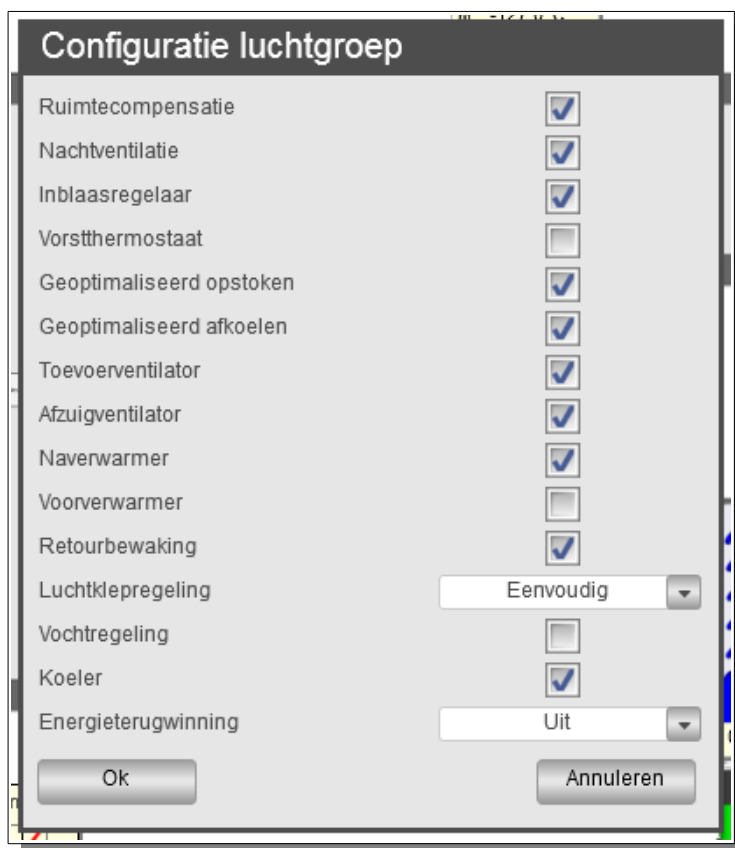 Configuratie luchtgroep
Ruimtecompensatie
Nachtventilatie
Inblaasregelaar
Vorstthermostaat
Geoptimaliseerd opstoken
Geoptimaliseerd afkoelen
Toevoerventilator
Afzuigventilator
Naverwarmer
Voorverwarmer
Retourbewaking
Luchtklepregeling Eenvoudig
Vochtregeling
Koeler
Energieterugwinning Uit
Ok Annuleren